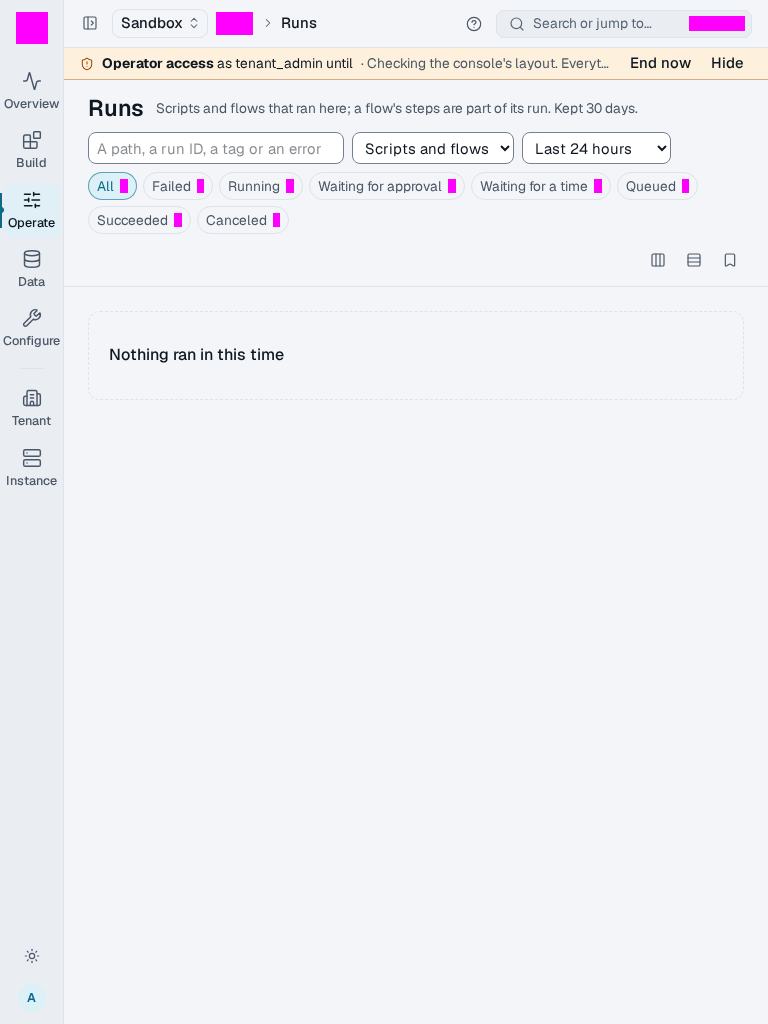 Sandbox > Runs
Search or jump to...
Operator access as tenant_admin until · Checking the console's layout. Everyt... End now Hide
Overview
Build
Operate
Data
Configure
Tenant
Instance
A
Runs Scripts and flows that ran here; a flow's steps are part of its run. Kept 30 days.
A path, a run ID, a tag or an error Scripts and flows Last 24 hours
All Failed Running Waiting for approval Waiting for a time Queued
Succeeded Canceled
Nothing ran in this time